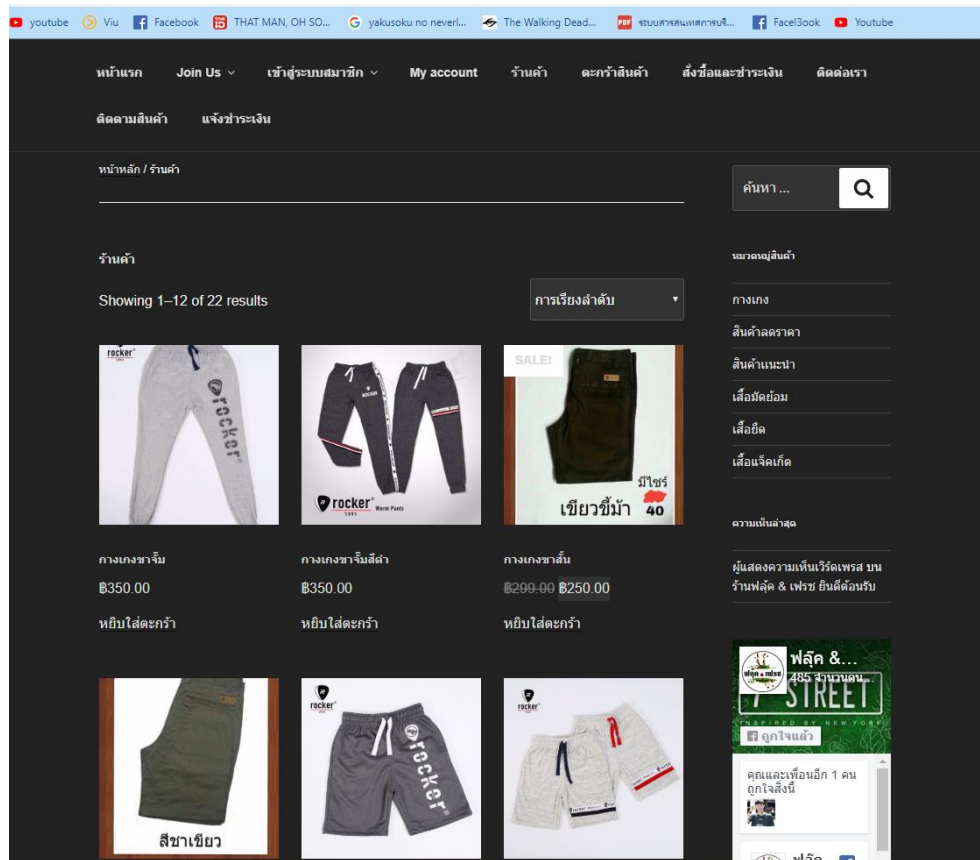 youtube Viu Facebook THAT MAN, OH SO... yakusoku no neverl... The Walking Dead... Facel3ook Youtube
หน้าแรก Join Us เข้าสู่ระบบสมาชิก My account ร้านค้า ตะกร้าสินค้า สั่งซื้อและชำระเงิน ติดต่อเรา
ติดตามสินค้า แจ้งชำระเงิน
หน้าหลัก / ร้านค้า
ค้นหา ...
ร้านค้า
Showing 1–12 of 22 results
การเรียงลำดับ
rocker
rocker
ROCKER
rocker
1991
Warm Pants
SALE!
มีไซร์
เขียวขี้ม้า 40
กางเกงขาจั๊ม
฿350.00
หยิบใส่ตะกร้า
กางเกงขาจั๊มสีดำ
฿350.00
หยิบใส่ตะกร้า
กางเกงขาสั้น
฿299.00 ฿250.00
หยิบใส่ตะกร้า
สีชาเขียว
rocker
rocker
rocker
หมวดหมู่สินค้า
กางเกง
สินค้าลดราคา
สินค้าแนะนำ
เสื้อมัดย้อม
เสื้อยืด
เสื้อแจ็คเก็ต
ความเห็นล่าสุด
ผู้แสดงความเห็นเวิร์ดเพรส บน
ร้านฟลุ๊ค & เฟรช ยินดีต้อนรับ
ฟลุ๊ค &...
485 จำนวนคน...
7 STREET
INSPIRED BY NEW YORK
ถูกใจแล้ว
คุณและเพื่อนอีก 1 คน
ถูกใจสิ่งนี้
ฟลุ๊ค